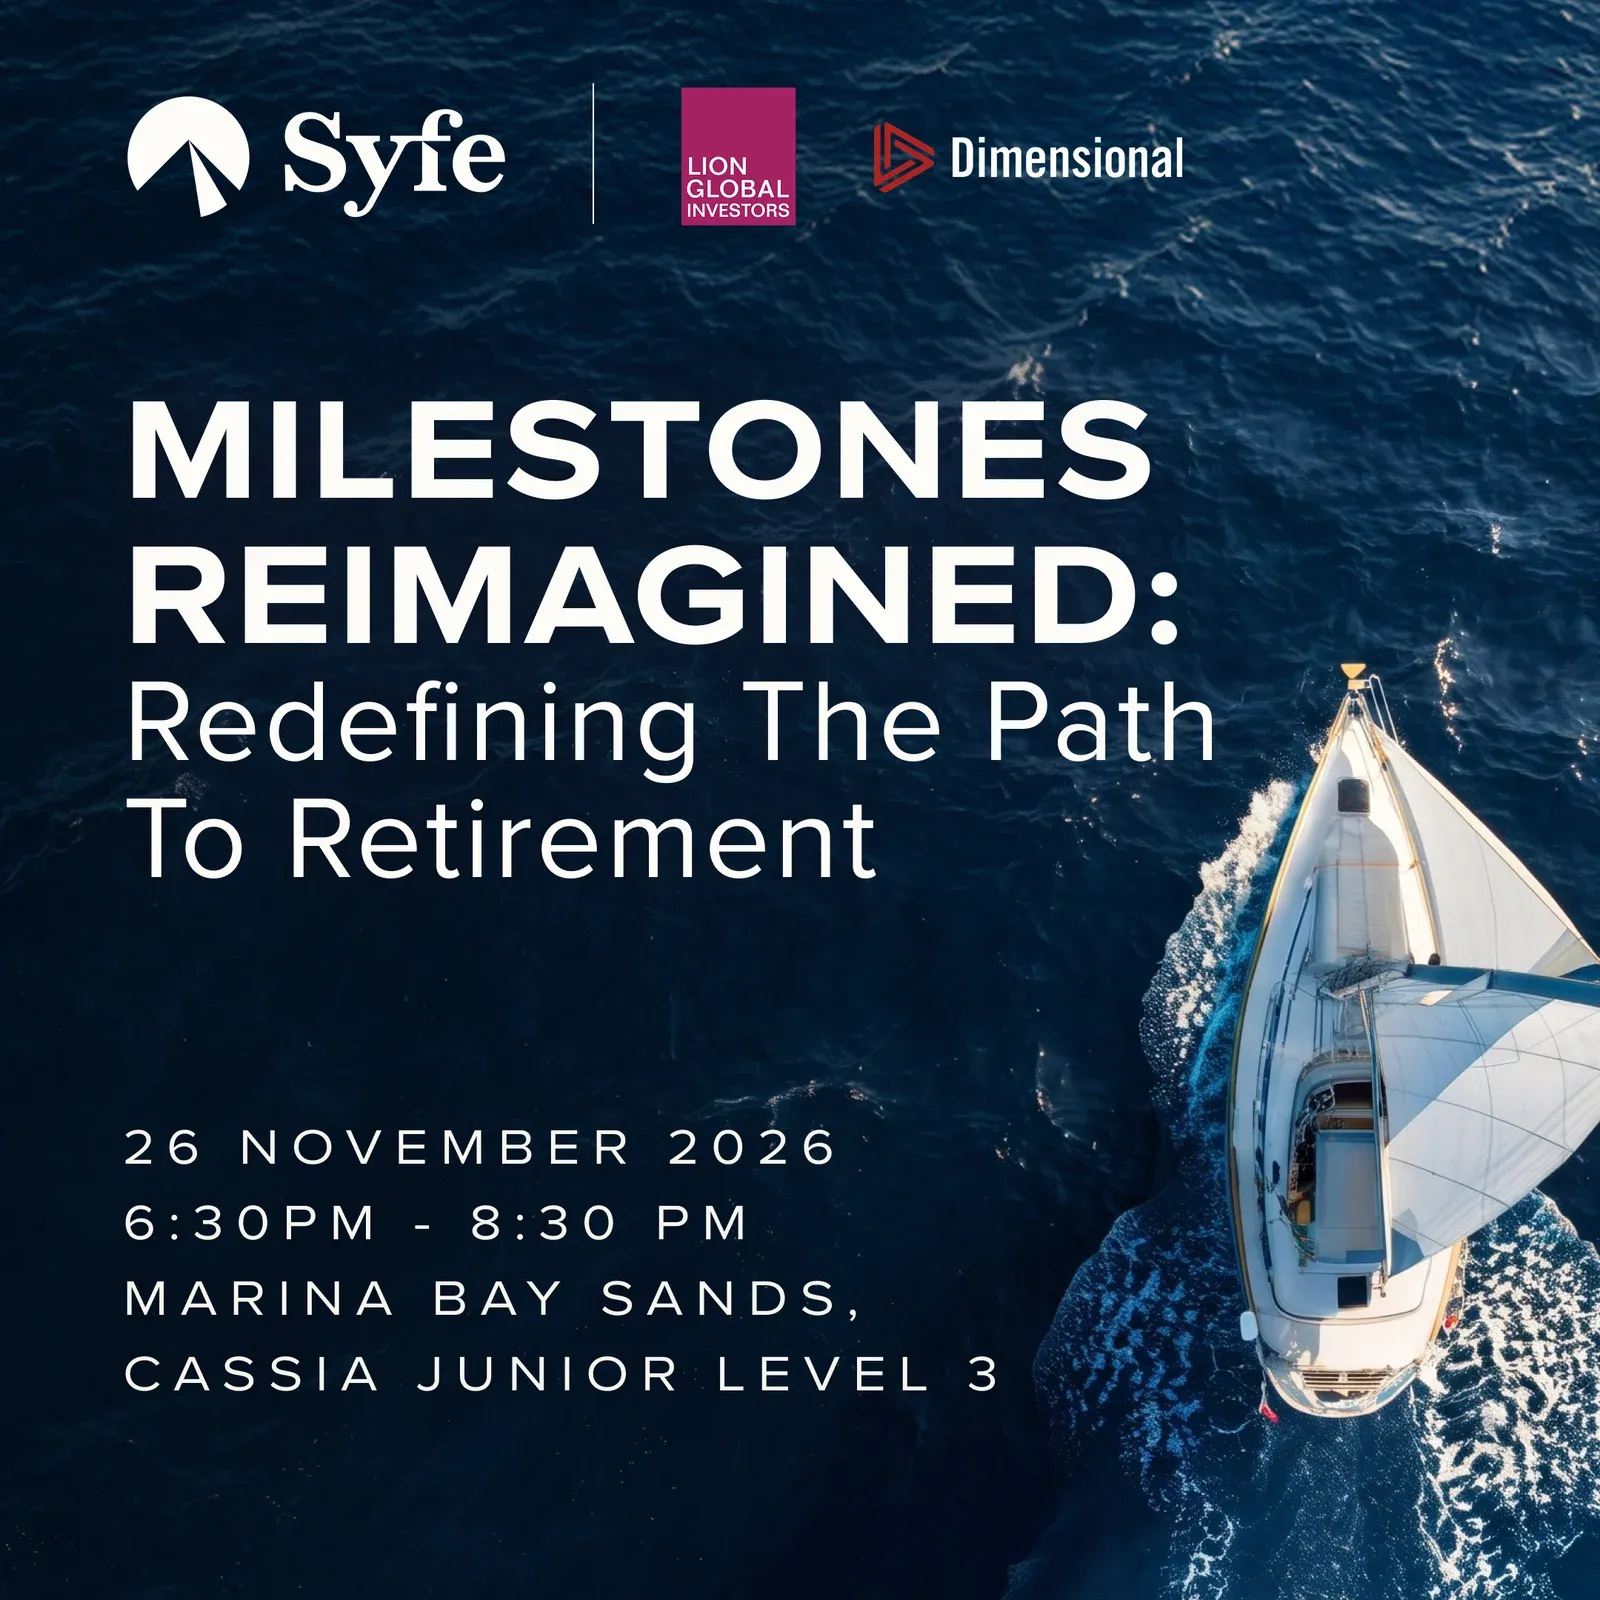 Syfe
LION
GLOBAL
INVESTORS
Dimensional
MILESTONES
REIMAGINED:
Redefining The Path
To Retirement
26 NOVEMBER 2026
6:30PM - 8:30 PM
MARINA BAY SANDS,
CASSIA JUNIOR LEVEL 3